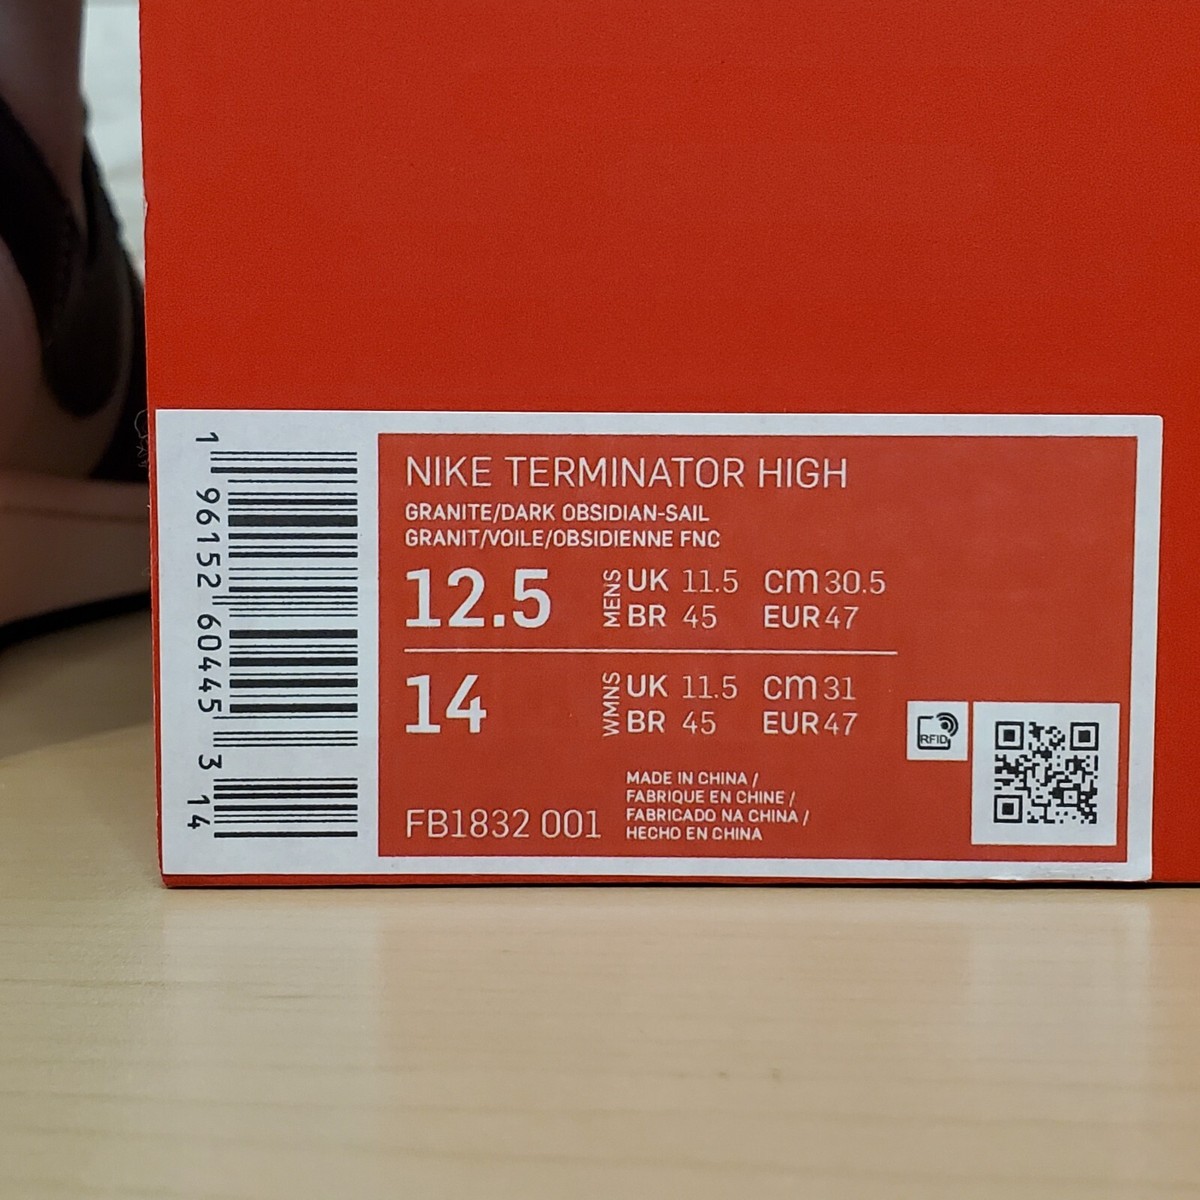 NIKE TERMINATOR HIGH
GRANITE/DARK OBSIDIAN-SAIL
GRANIT/VOILE/OBSIDIENNE FNC
12.5 MENS UK 11.5 cm 30.5
BR 45 EUR 47
14 WMNS UK 11.5 cm 31
BR 45 EUR 47
RFID
MADE IN CHINA /
FABRIQUE EN CHINE /
FABRICADO NA CHINA /
HECHO EN CHINA
FB1832 001
1 96152 60445 3 14